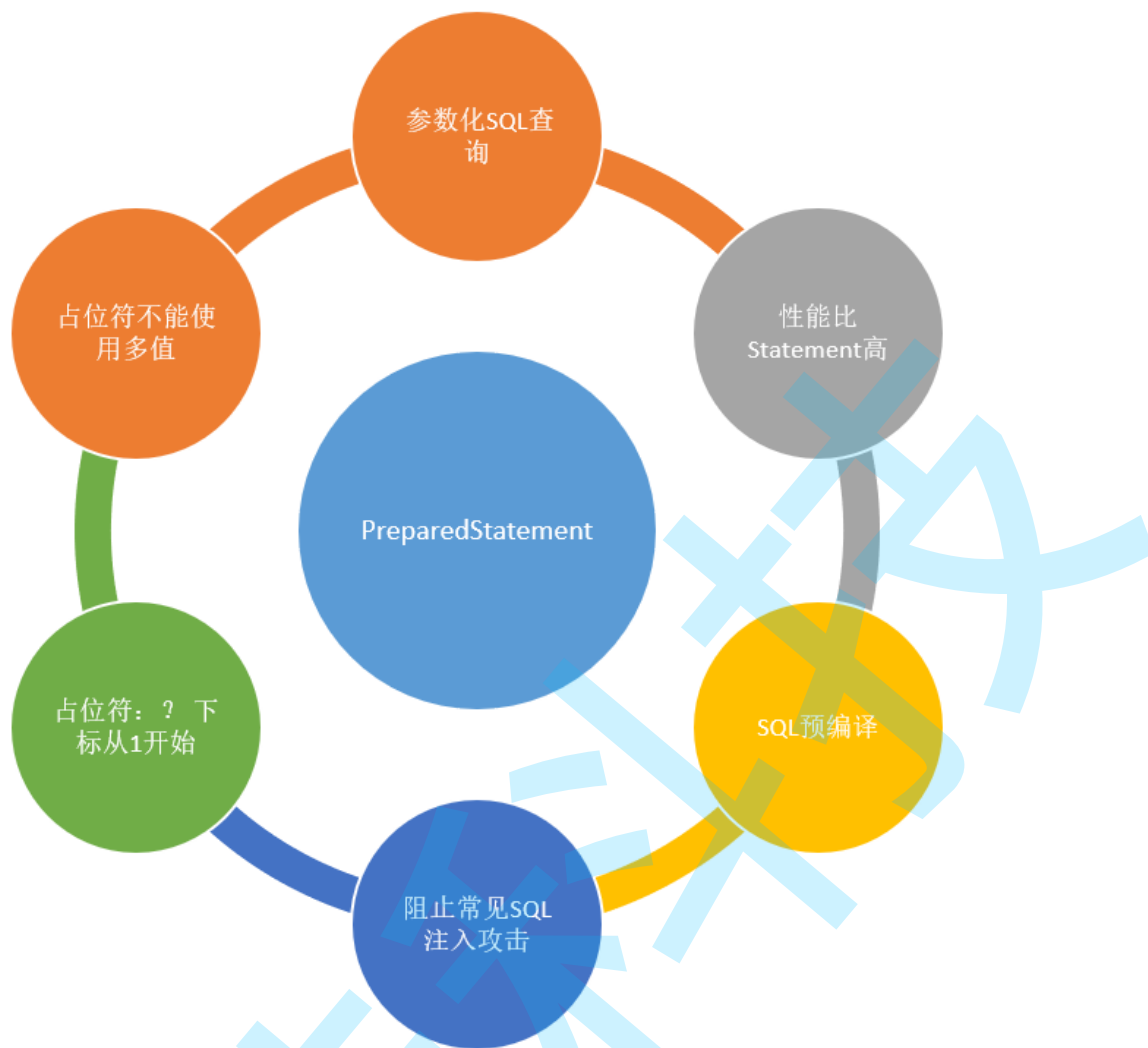 参数化SQL查
询
性能比
Statement高
SQL预编译
阻止常见SQL
注入攻击
占位符：？ 下
标从1开始
占位符不能使
用多值
PreparedStatement